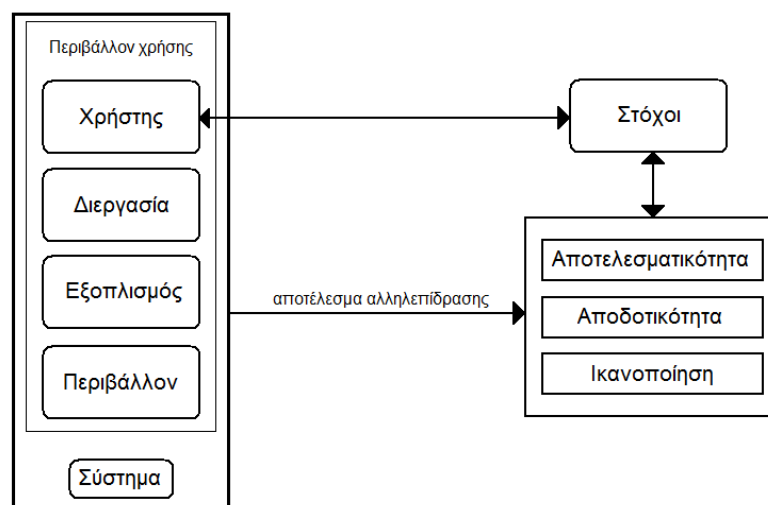 Περιβάλλον χρήσης
Χρήστης
Διεργασία
Εξοπλισμός
Περιβάλλον
Σύστημα
αποτέλεσμα αλληλεπίδρασης
Στόχοι
Αποτελεσματικότητα
Αποδοτικότητα
Ικανοποίηση